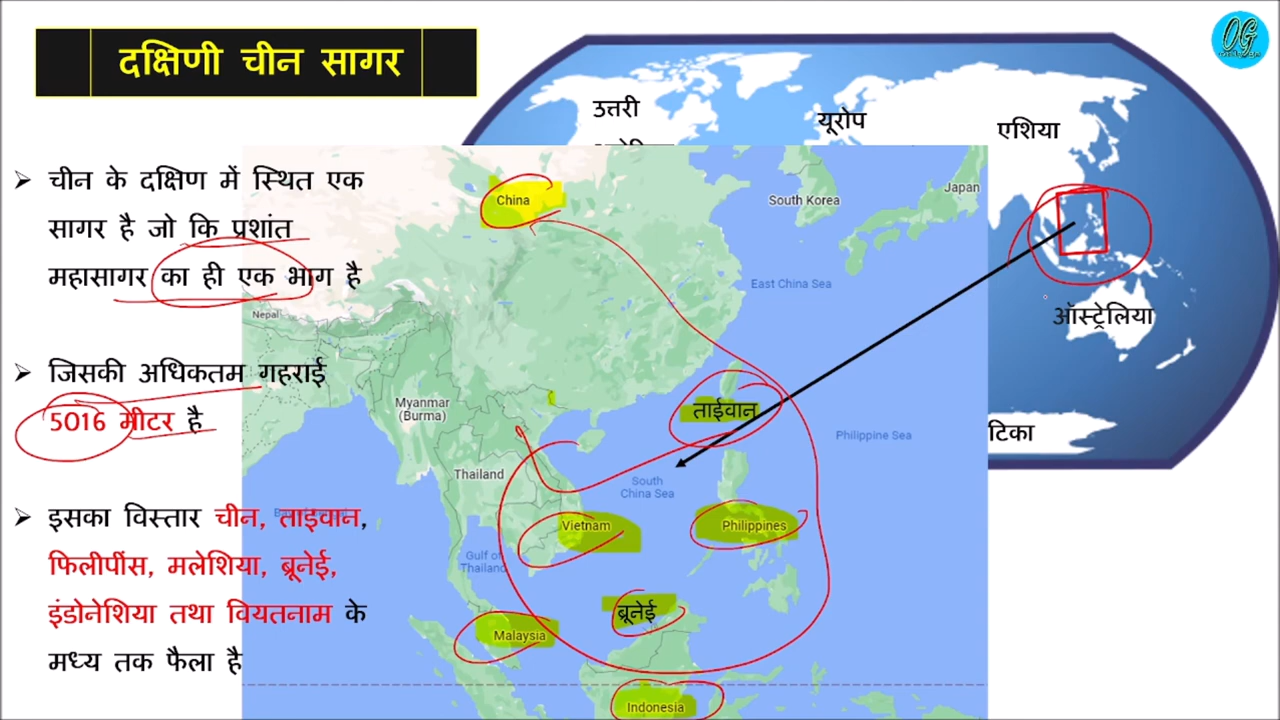 दक्षिणी चीन सागर
OG
उत्तरी
यूरोप
एशिया
ऑस्ट्रेलिया
टिका
चीन के दक्षिण में स्थित एक
सागर है जो कि प्रशांत
महासागर का ही एक भाग है
जिसकी अधिकतम गहराई
5016 मीटर है
इसका विस्तार चीन, ताइवान,
फिलीपींस, मलेशिया, ब्रूनेई,
इंडोनेशिया तथा वियतनाम के
मध्य तक फैला है
China
South Korea
Japan
East China Sea
Nepal
Myanmar
(Burma)
ताईवान
Philippine Sea
Thailand
South
China Sea
Vietnam
Philippines
Gulf of
Thailand
ब्रूनेई
Malaysia
Indonesia